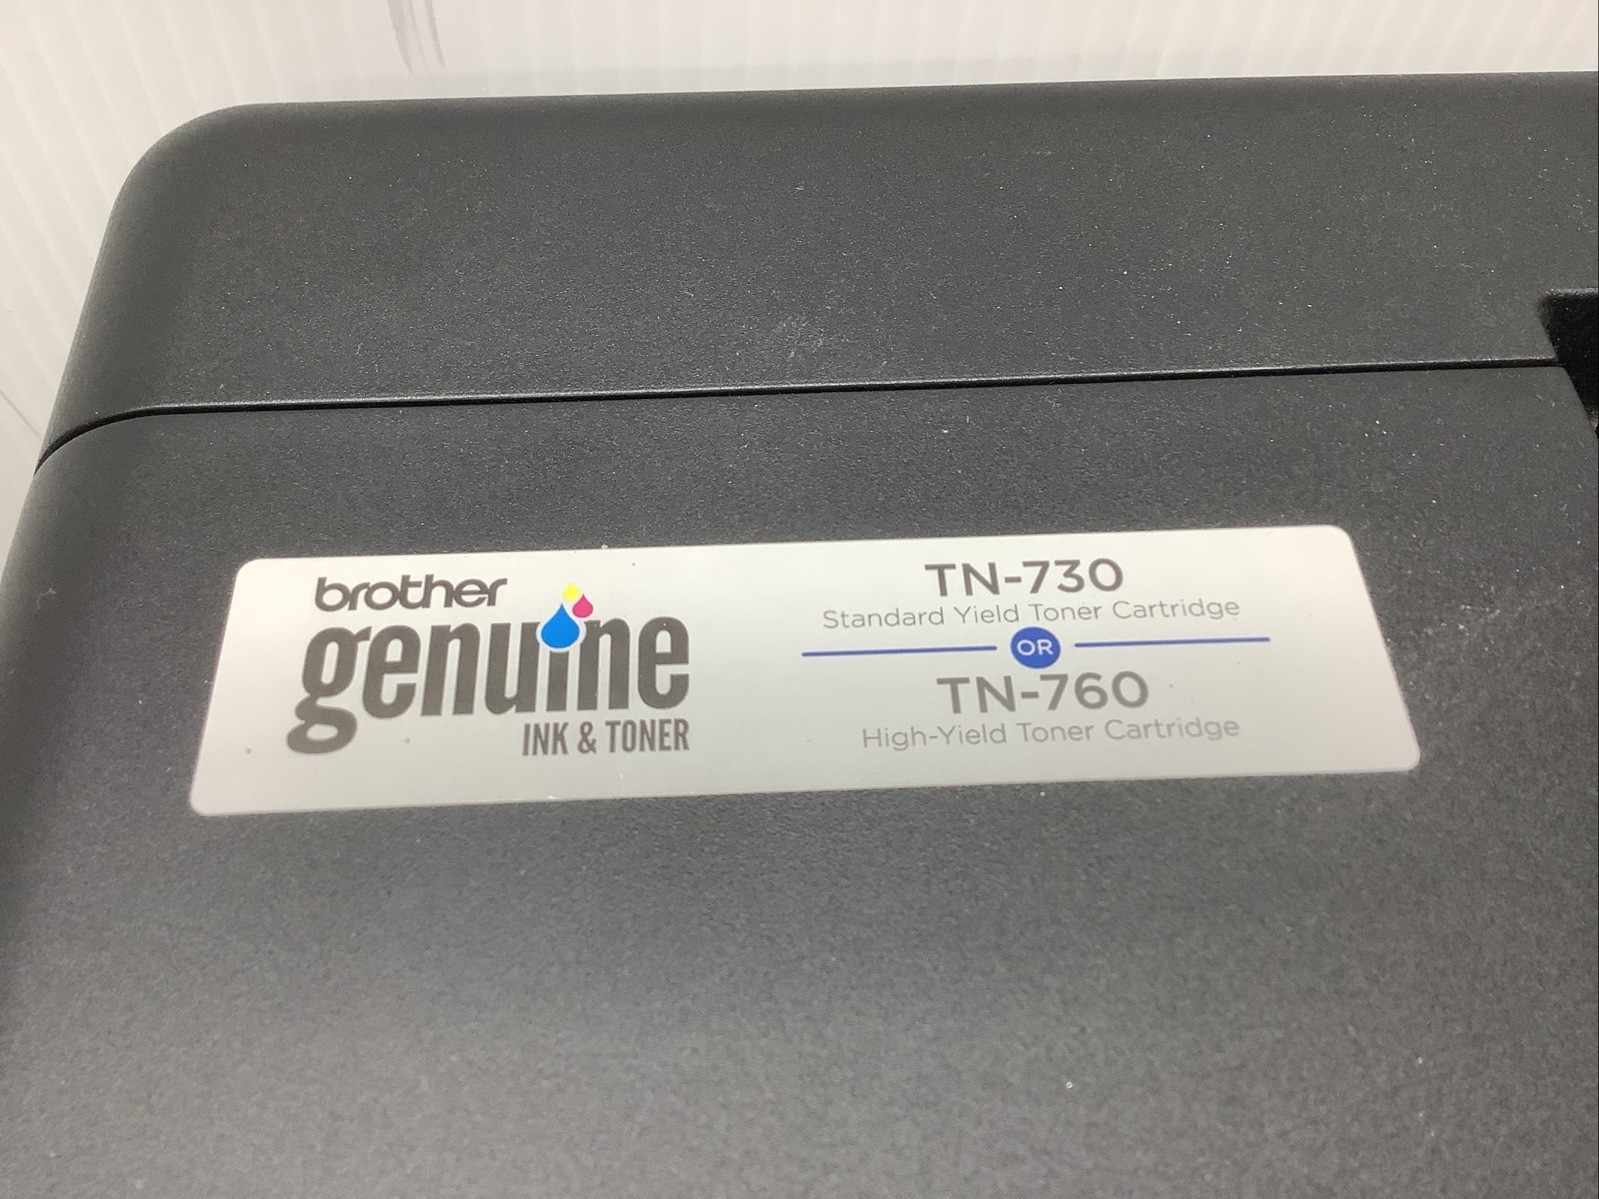 brother
genuine
INK & TONER
TN-730
Standard Yield Toner Cartridge
OR
TN-760
High-Yield Toner Cartridge